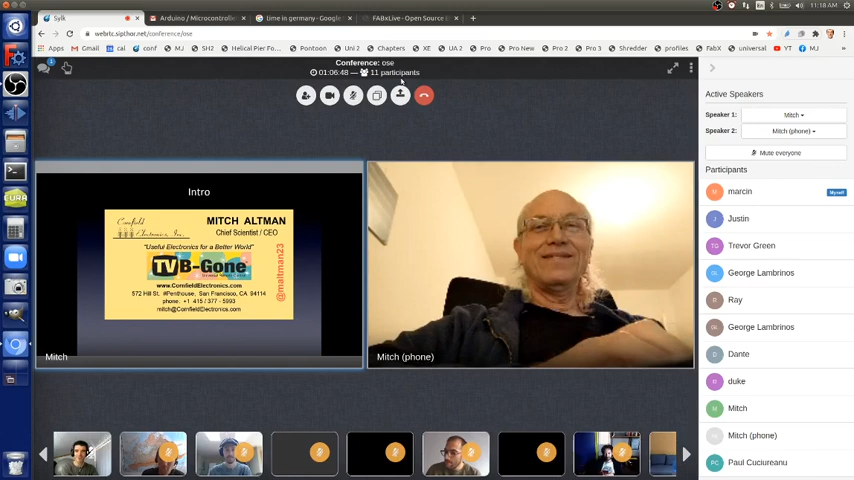 Sylk
Arduino / Microcontrolle
lime in germany - Googl
FABxLive - Open Source E
11:18 AM
webrtc.sipthor.net/conference/ose
Apps
Gmail
cal
conf
MJ
SH2
Helical Pier Fo
Pontoon
Uni 2
Chapters
XE
UA 2
Pro
Pro New
Pro 2
Pro 3
Shredder
profiles
FabX
universal
YT
MJ
Conference: ose
01:06:48 — 11 participants
Intro
Cornfield
Electronics, Inc.
MITCH ALTMAN
Chief Scientist / CEO
"Useful Electronics for a Better World"
TV B-Gone
@maltman23
www.CornfieldElectronics.com
572 Hill St. #Penthouse, San Francisco, CA 94114
phone: +1 415 / 377 - 5993
mitch@CornfieldElectronics.com
Mitch
Mitch (phone)
Active Speakers
Speaker 1: Mitch
Speaker 2: Mitch (phone)
Mute everyone
Participants
marcin
Myself
Justin
Trevor Green
George Lambrinos
Ray
George Lambrinos
Dante
duke
Mitch
Mitch (phone)
PC Paul Cuciureanu